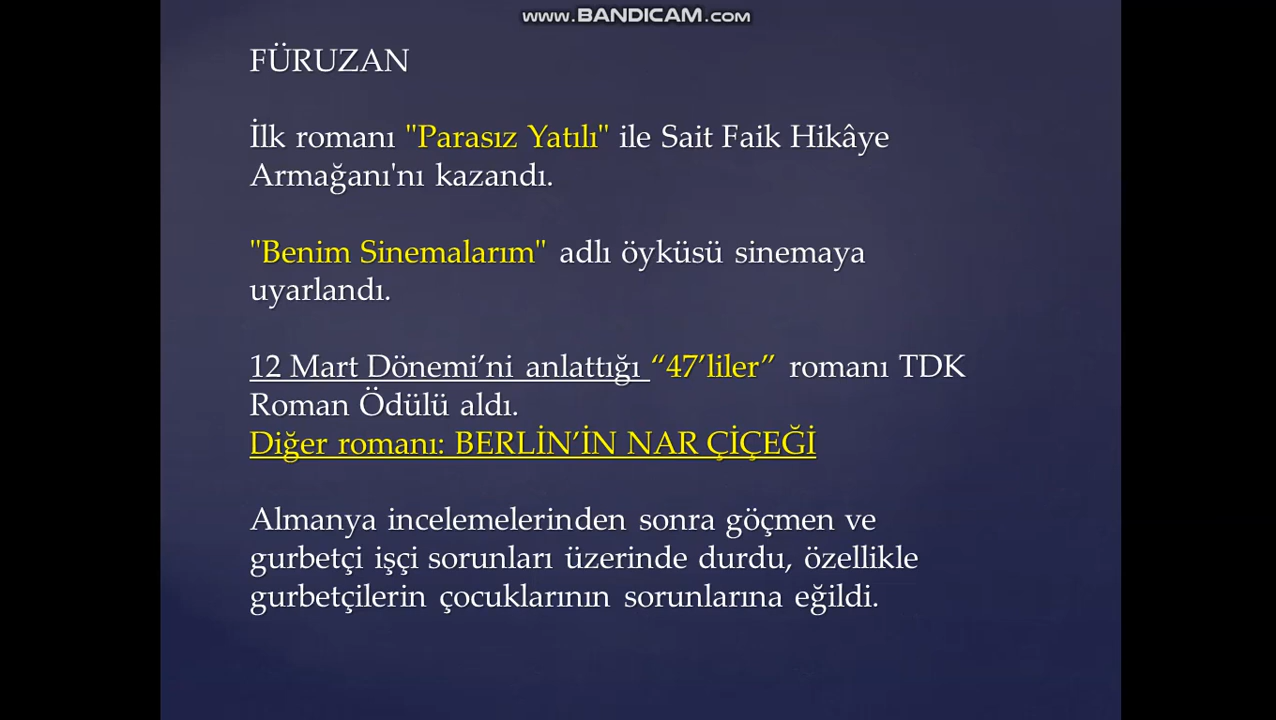 www.BANDICAM.com
FÜRUZAN
İlk romanı "Parasız Yatılı" ile Sait Faik Hikâye
Armağanı'nı kazandı.
"Benim Sinemalarım" adlı öyküsü sinemaya
uyarlandı.
12 Mart Dönemi’ni anlattığı “47’liler” romanı TDK
Roman Ödülü aldı.
Diğer romanı: BERLİN’İN NAR ÇİÇEĞİ
Almanya incelemelerinden sonra göçmen ve
gurbetçi işçi sorunları üzerinde durdu, özellikle
gurbetçilerin çocuklarının sorunlarına eğildi.